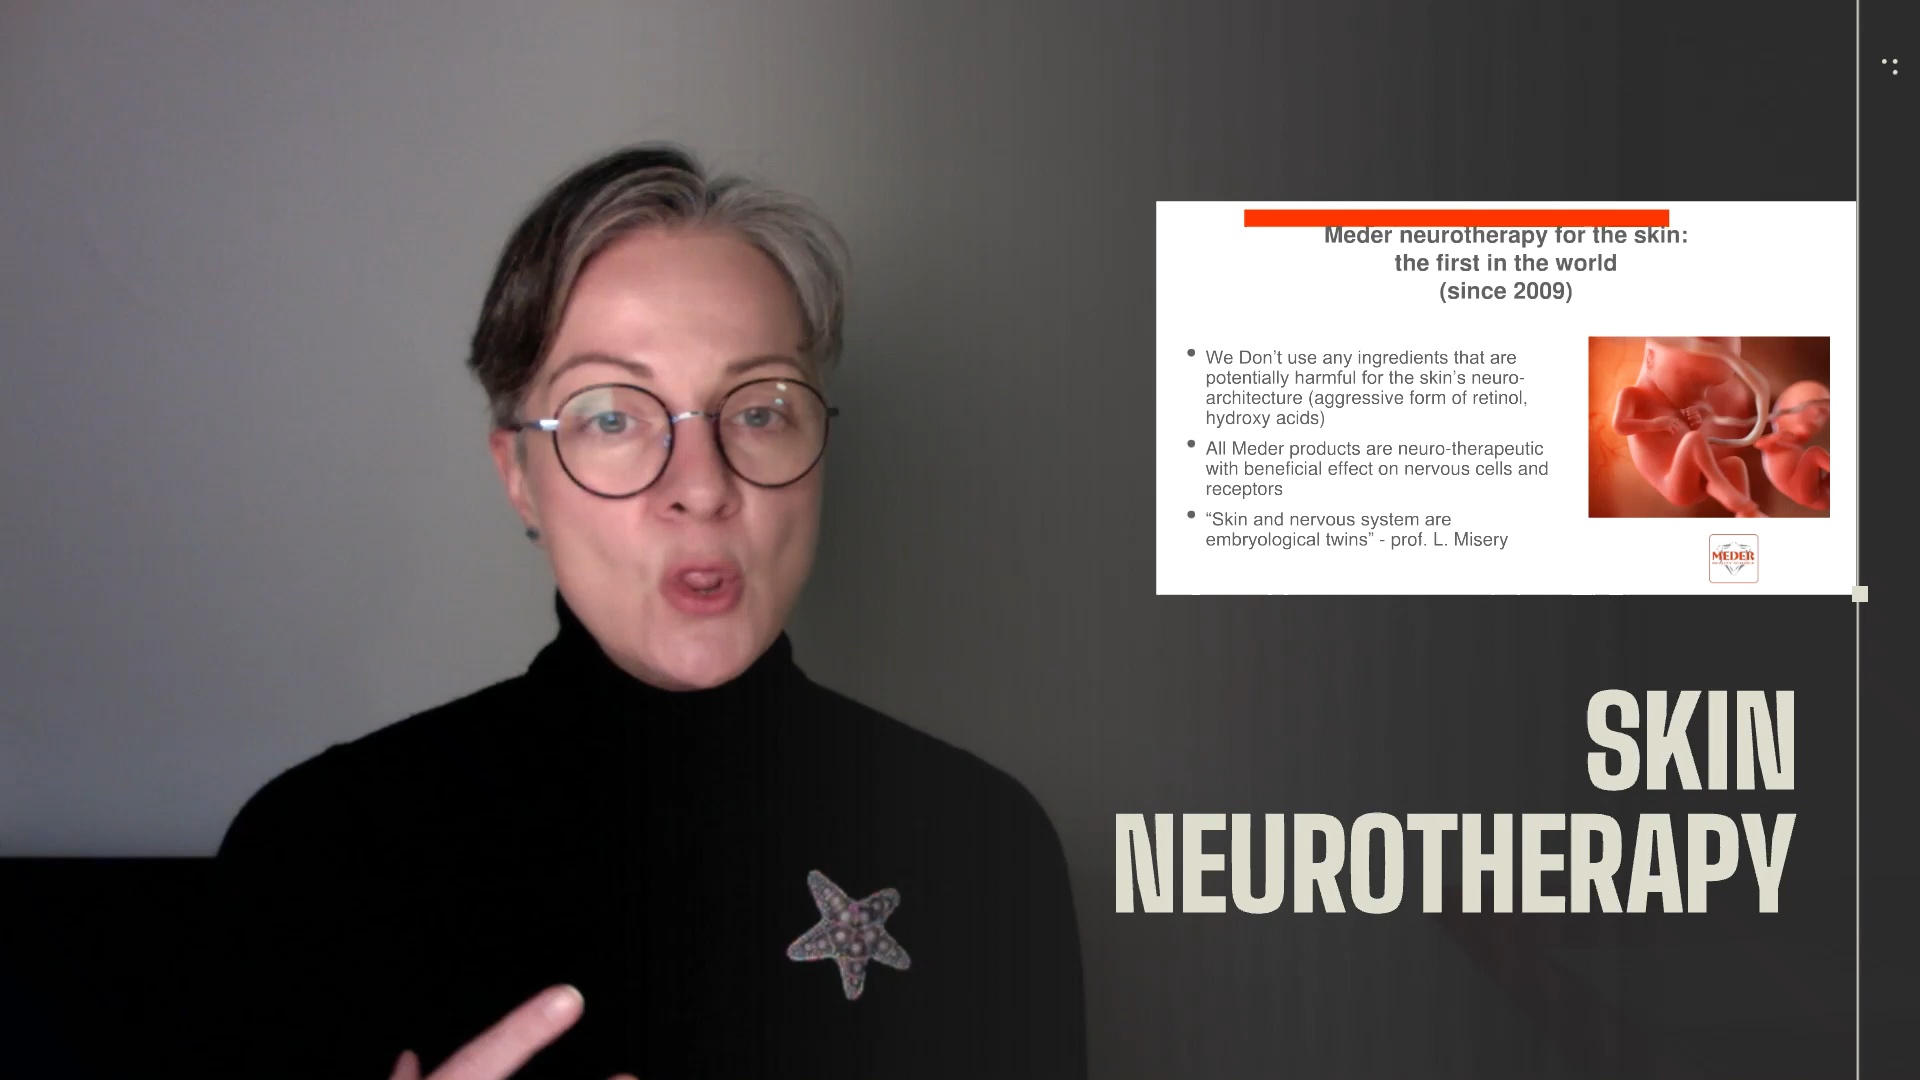 Meder neurotherapy for the skin:
the first in the world
(since 2009)
• We Don’t use any ingredients that are
potentially harmful for the skin’s neuro-
architecture (aggressive form of retinol,
hydroxy acids)
• All Meder products are neuro-therapeutic
with beneficial effect on nervous cells and
receptors
• “Skin and nervous system are
embryological twins” - prof. L. Misery
MEDER
SKIN
NEUROTHERAPY